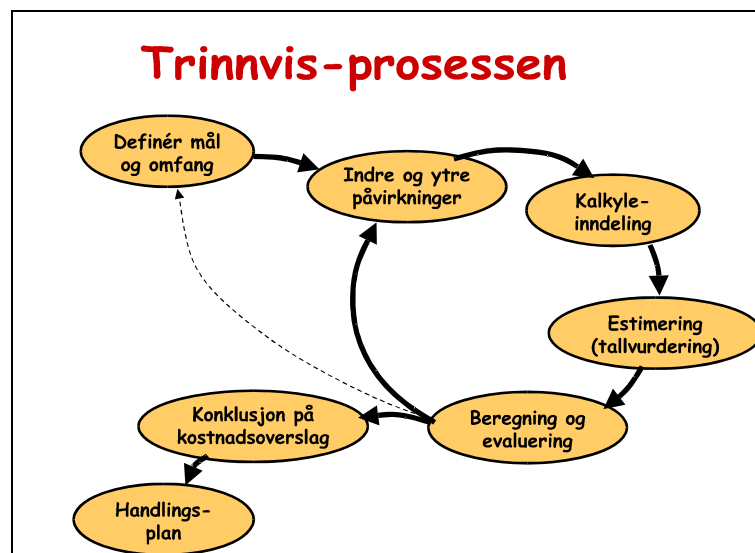 Trinnvis-prosessen
Definér mål
og omfang
Indre og ytre
påvirkninger
Kalkyle-
inndeling
Estimering
(tallvurdering)
Beregning og
evaluering
Konklusjon på
kostnadsoverslag
Handlings-
plan